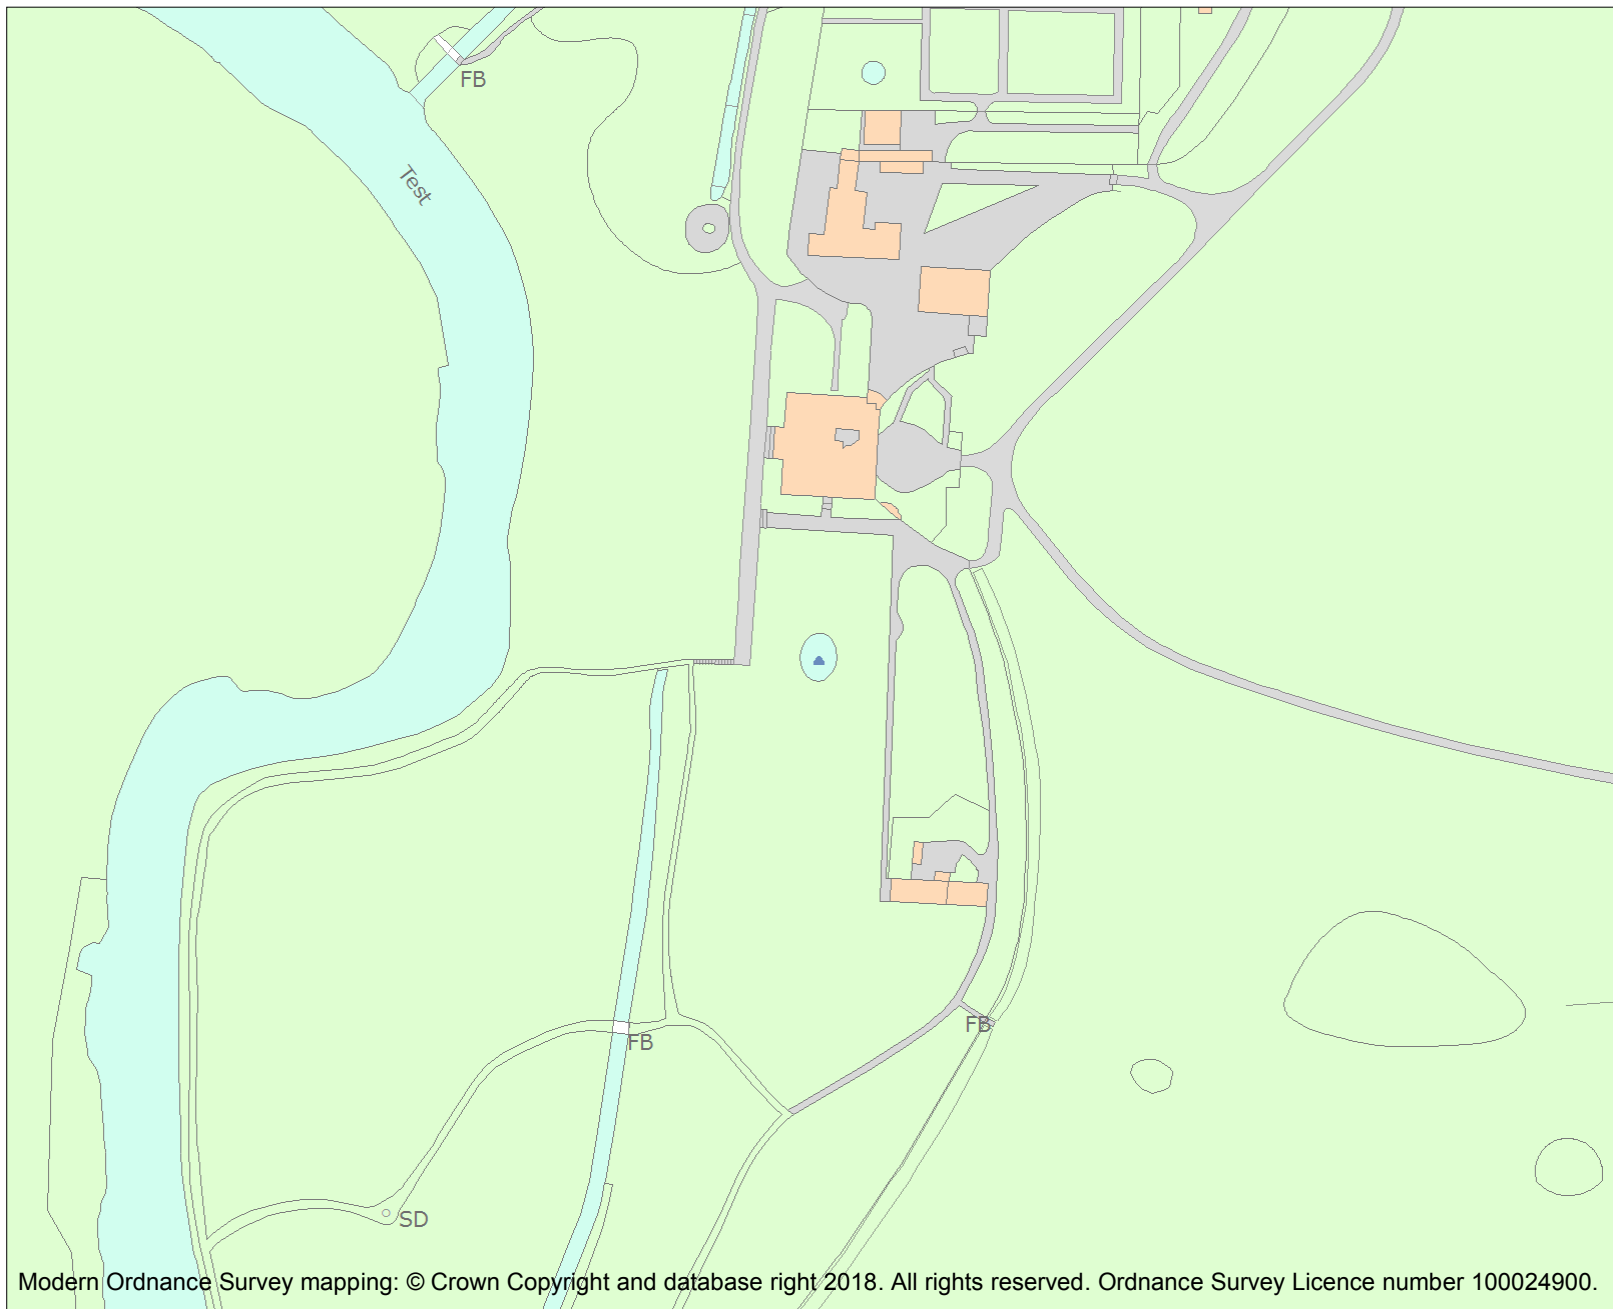 FB
Test
FB
FB
SD
Modern Ordnance Survey mapping: © Crown Copyright and database right 2018. All rights reserved. Ordnance Survey Licence number 100024900.